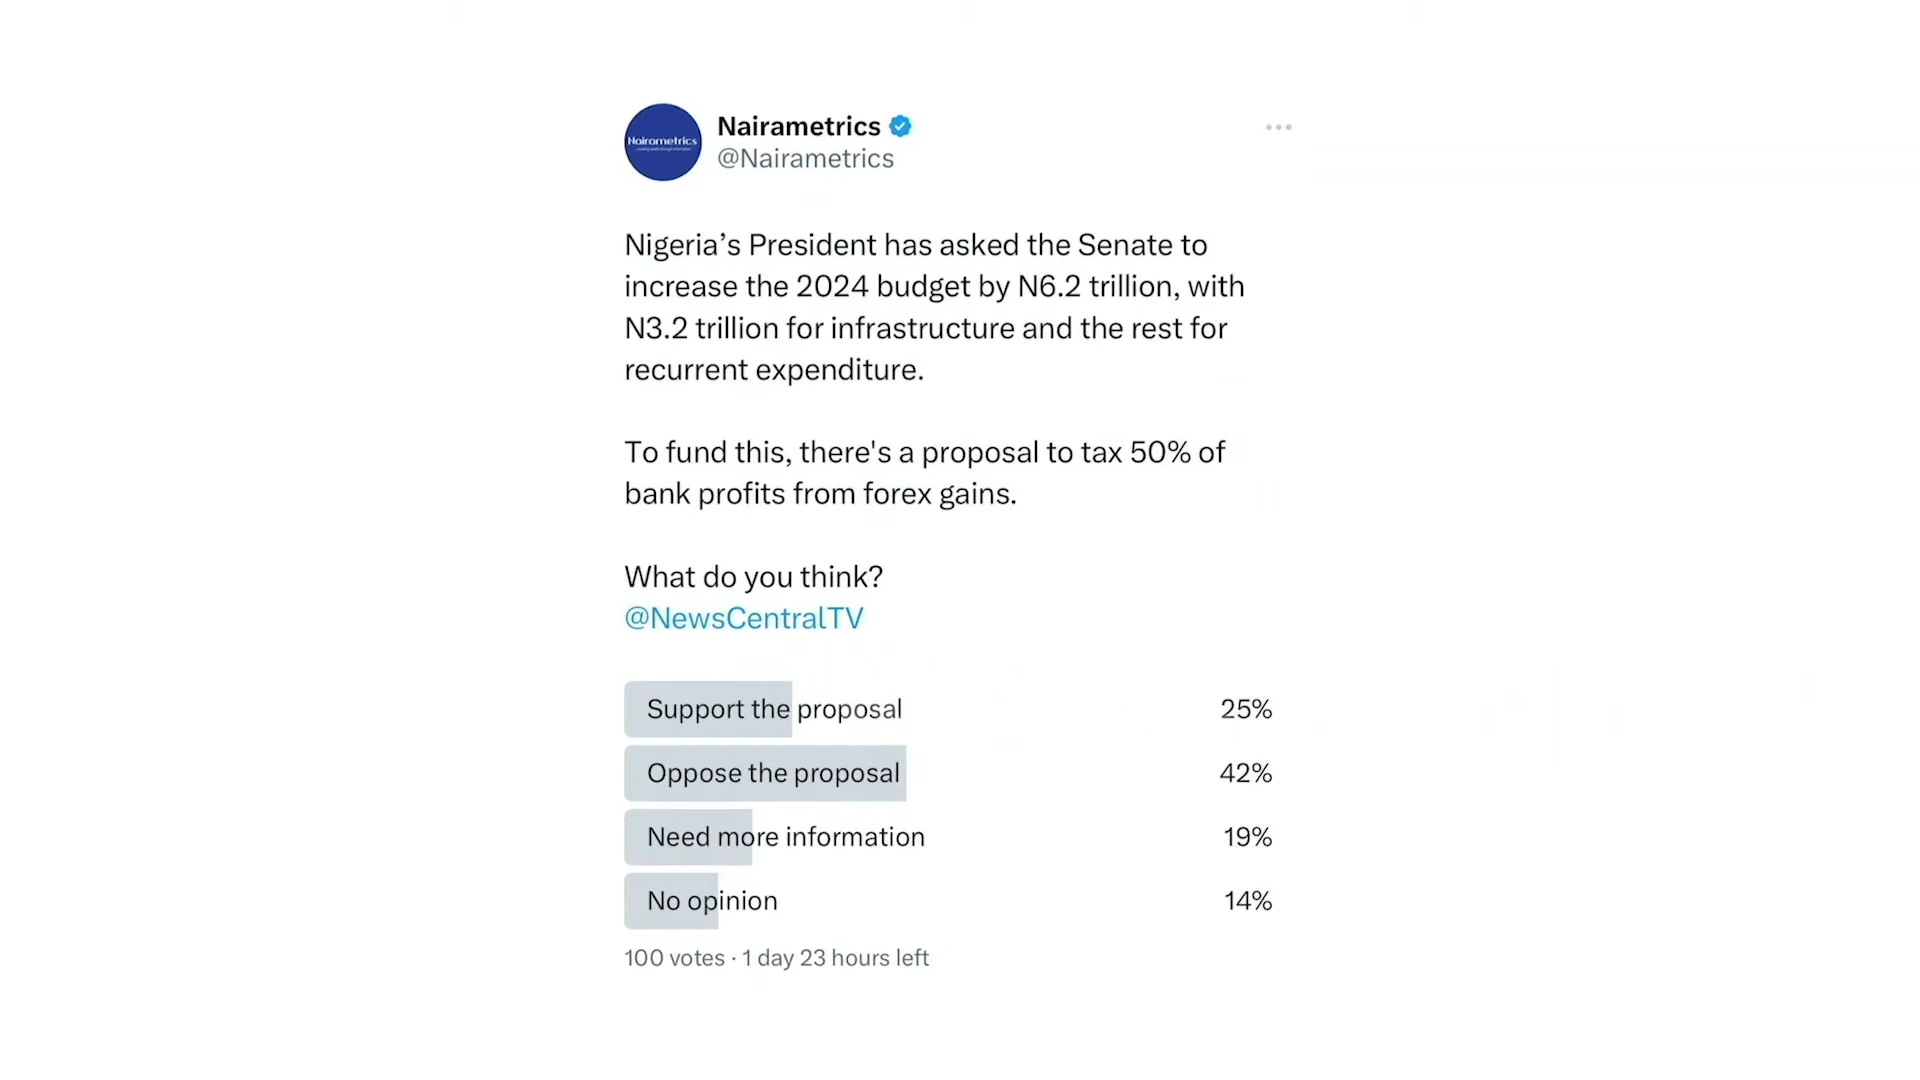 Nairametrics
Nairametrics
@Nairametrics
Nigeria’s President has asked the Senate to
increase the 2024 budget by N6.2 trillion, with
N3.2 trillion for infrastructure and the rest for
recurrent expenditure.
To fund this, there's a proposal to tax 50% of
bank profits from forex gains.
What do you think?
@NewsCentralTV
Support the proposal 25%
Oppose the proposal 42%
Need more information 19%
No opinion 14%
100 votes · 1 day 23 hours left